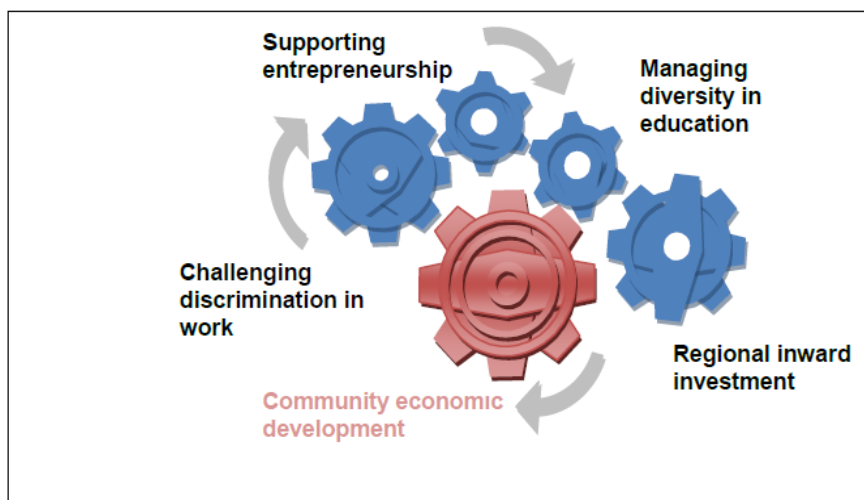 Supporting
entrepreneurship
Managing
diversity in
education
Challenging
discrimination in
work
Regional inward
investment
Community economic
development